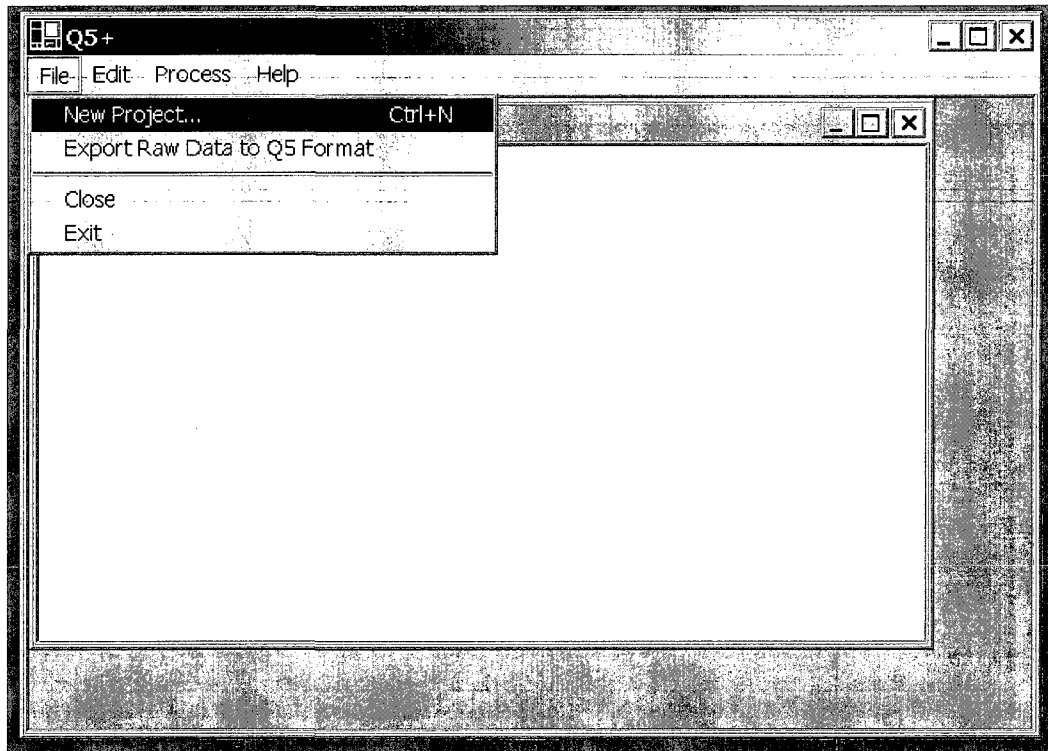 Q5+
File Edit Process Help
New Project... Ctrl+N
Export Raw Data to Q5 Format
Close
Exit